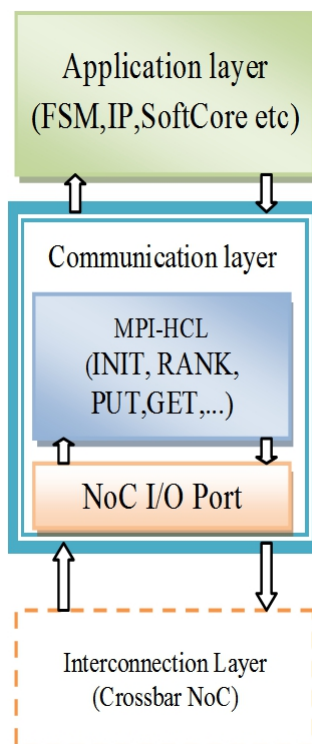 Application layer
(FSM,IP,SoftCore etc)
Communication layer
MPI-HCL
(INIT, RANK,
PUT,GET,...)
NoC I/O Port
Interconnection Layer
(Crossbar NoC)